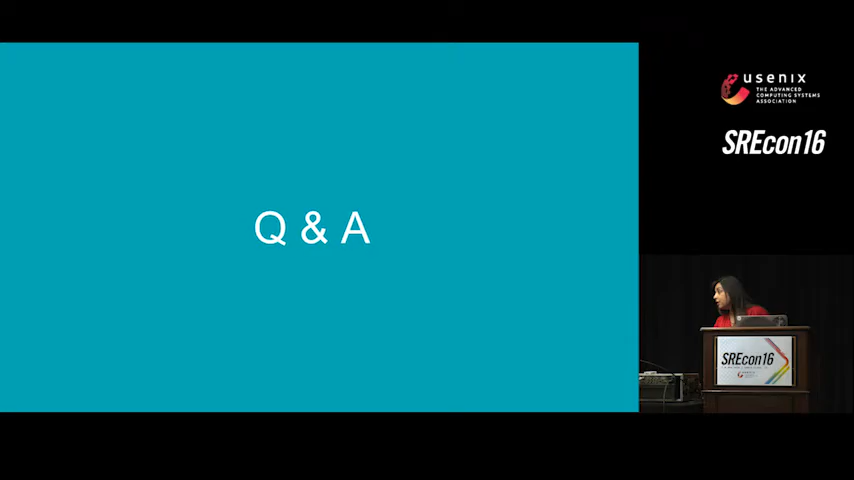 Q & A
usenix
THE ADVANCED
COMPUTING SYSTEMS
ASSOCIATION
SREcon16
SREcon16